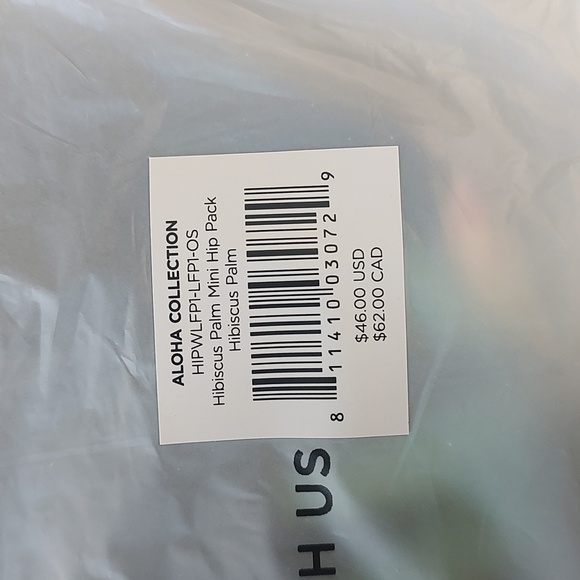 ALOHA COLLECTION
HIPWLFP1-LFP1-OS
Hibiscus Palm Mini Hip Pack
Hibiscus Palm
8 11410 03072 9
$46.00 USD
$62.00 CAD
H US